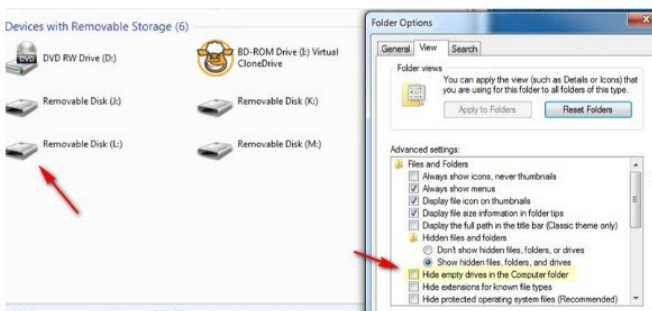 Devices with Removable Storage (6)
DVD RW Drive (D:)
BD-ROM Drive (I:) Virtual
CloneDrive
Removable Disk (J:)
Removable Disk (K:)
Removable Disk (L:)
Removable Disk (M:)
Folder Options
General
View
Search
Folder views
You can apply the view (such as Details or Icons) that
you are using for this folder to all folders of this type.
Apply to Folders
Reset Folders
Advanced settings:
Files and Folders
Always show icons, never thumbnails
Always show menus
Display file icon on thumbnails
Display file size information in folder tips
Display the full path in the title bar (Classic theme only)
Hidden files and folders
Don't show hidden files, folders, or drives
Show hidden files, folders, and drives
Hide empty drives in the Computer folder
Hide extensions for known file types
Hide protected operating system files (Recommended)